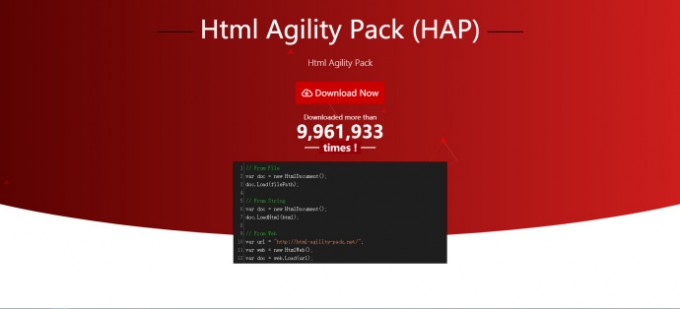 Html Agility Pack (HAP)
Html Agility Pack
Download Now
Downloaded more than
9,961,933
times !
1 // From File
2 var doc = new HtmlDocument();
3 doc.Load(filePath);
4
5 // From String
6 var doc = new HtmlDocument();
7 doc.LoadHtml(html);
8
9 // From Web
10 var url = "http://html-agility-pack.net/";
11 var web = new HtmlWeb();
12 var doc = web.Load(url);